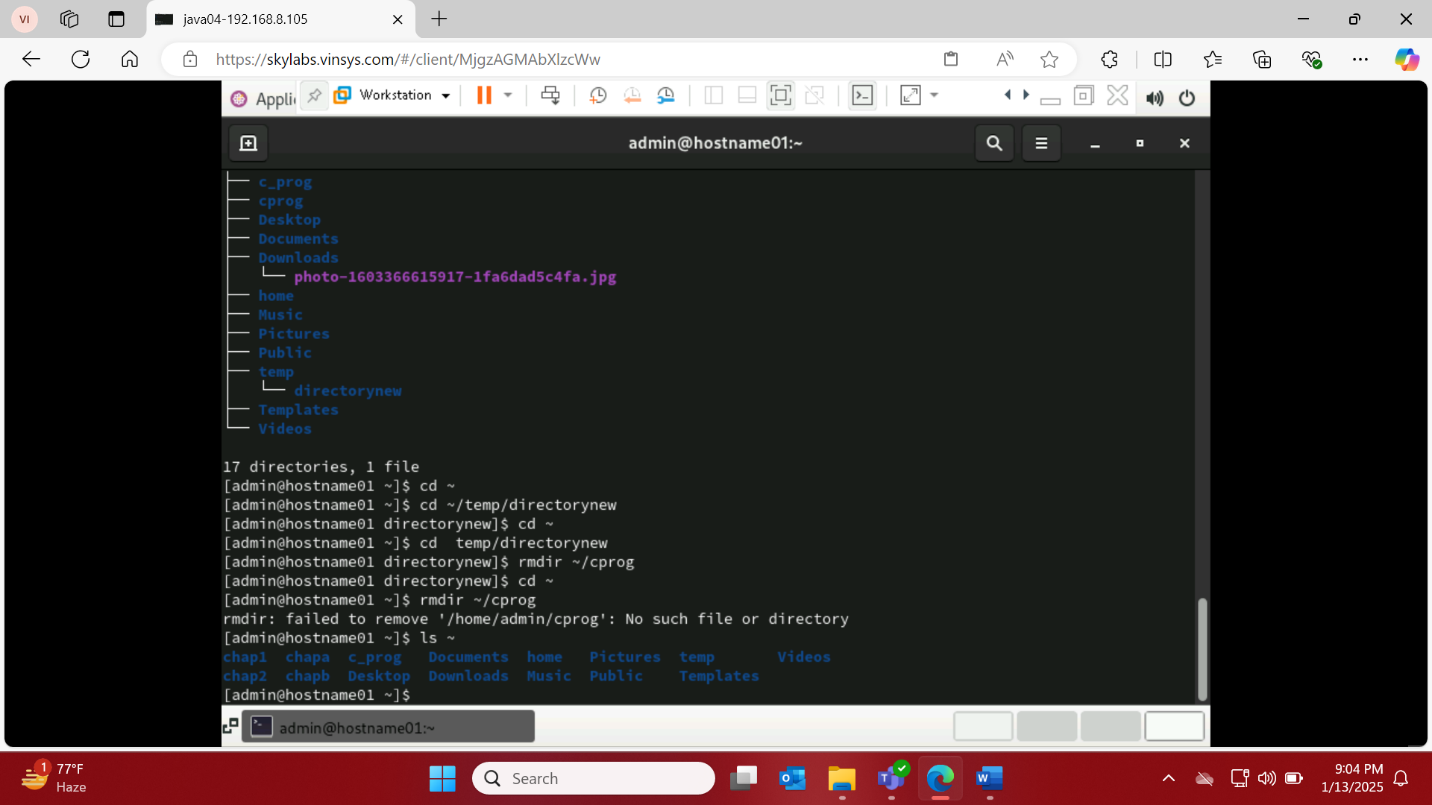 VI
java04-192.168.8.105
https://skylabs.vinsys.com/#/client/MjgzAGMAbXlzcWw
Appli
Workstation
admin@hostname01:~
├── c_prog
├── cprog
├── Desktop
├── Documents
├── Downloads
│   └── photo-1603366615917-1fa6dad5c4fa.jpg
├── home
├── Music
├── Pictures
├── Public
├── temp
│   └── directorynew
├── Templates
└── Videos
17 directories, 1 file
[admin@hostname01 ~]$ cd ~
[admin@hostname01 ~]$ cd ~/temp/directorynew
[admin@hostname01 directorynew]$ cd ~
[admin@hostname01 ~]$ cd  temp/directorynew
[admin@hostname01 directorynew]$ rmdir ~/cprog
[admin@hostname01 directorynew]$ cd ~
[admin@hostname01 ~]$ rmdir ~/cprog
rmdir: failed to remove '/home/admin/cprog': No such file or directory
[admin@hostname01 ~]$ ls ~
chap1  chapa  c_prog   Documents  home   Pictures  temp       Videos
chap2  chapb  Desktop  Downloads  Music  Public    Templates
[admin@hostname01 ~]$
admin@hostname01:~
1
77°F
Haze
Search
9:04 PM
1/13/2025